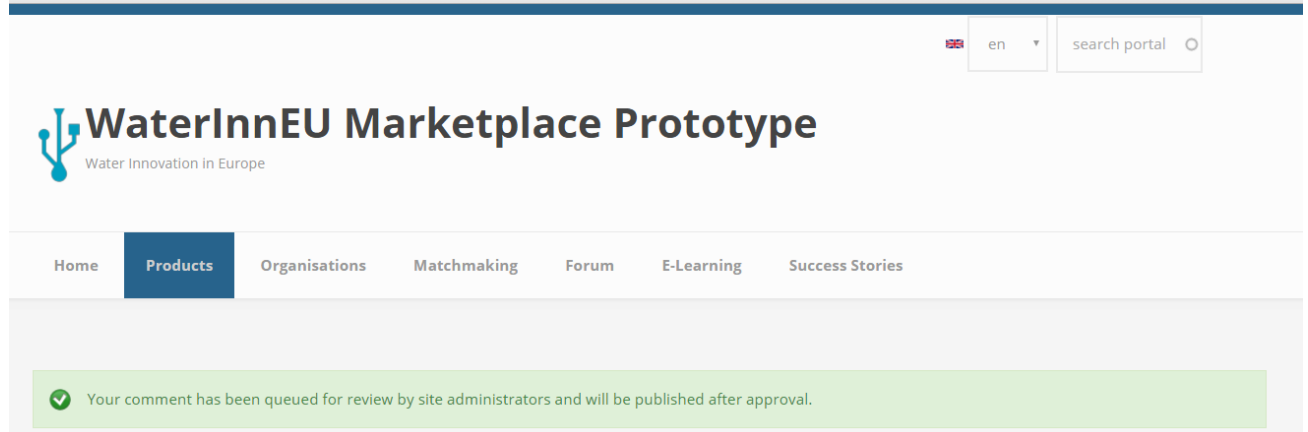 en
search portal
WaterInnEU Marketplace Prototype
Water Innovation in Europe
Home Products Organisations Matchmaking Forum E-Learning Success Stories
Your comment has been queued for review by site administrators and will be published after approval.